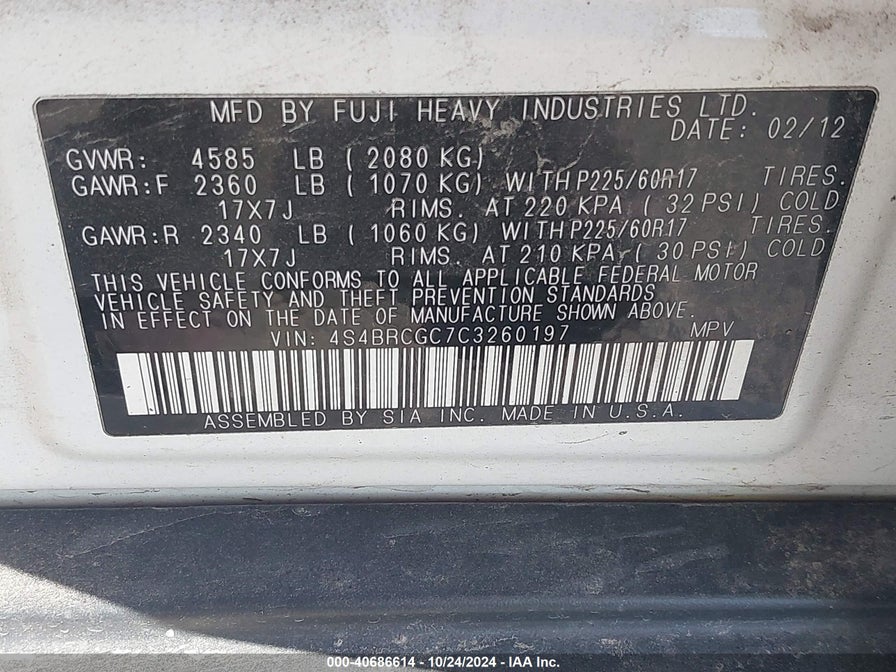 MFD BY FUJI HEAVY INDUSTRIES LTD.
DATE: 02/12
GVWR: 4585 LB ( 2080 KG)
GAWR:F 2360 LB ( 1070 KG) WITH P225/60R17 TIRES.
17X7J RIMS. AT 220 KPA ( 32 PSI) COLD
GAWR:R 2340 LB ( 1060 KG) WITH P225/60R17 TIRES.
17X7J RIMS. AT 210 KPA ( 30 PSI) COLD
THIS VEHICLE CONFORMS TO ALL APPLICABLE FEDERAL MOTOR
VEHICLE SAFETY AND THEFT PREVENTION STANDARDS
IN EFFECT ON THE DATE OF MANUFACTURE SHOWN ABOVE.
VIN: 4S4BRCGC7C3260197 MPV
ASSEMBLED BY SIA INC. MADE IN U.S.A.
000-40686614 - 10/24/2024 - IAA Inc.